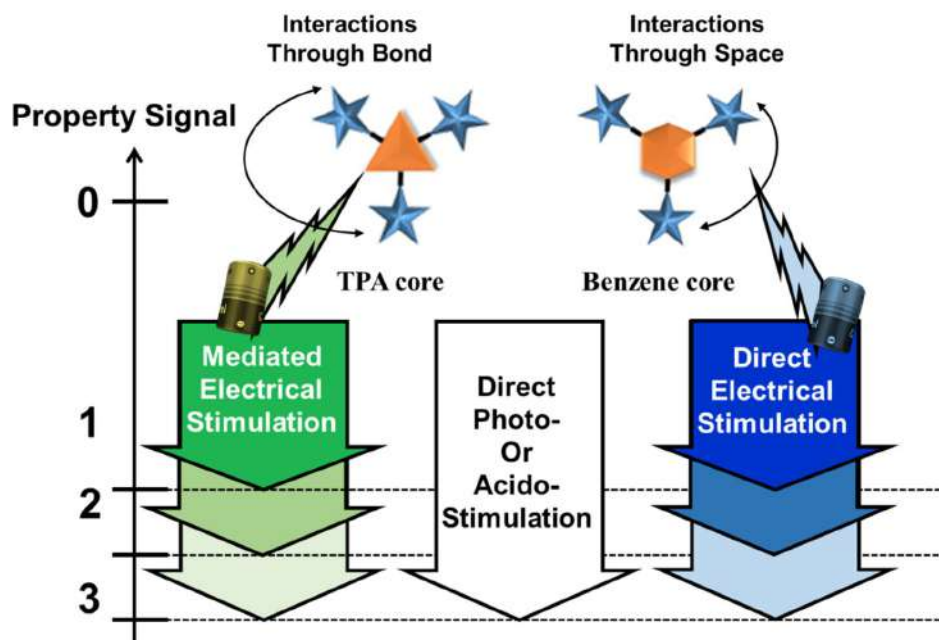 Interactions
Through Bond
Interactions
Through Space
Property Signal
0
TPA core
Benzene core
Mediated
Electrical
Stimulation
Direct
Photo-
Or
Acido-
Stimulation
Direct
Electrical
Stimulation
1
2
3